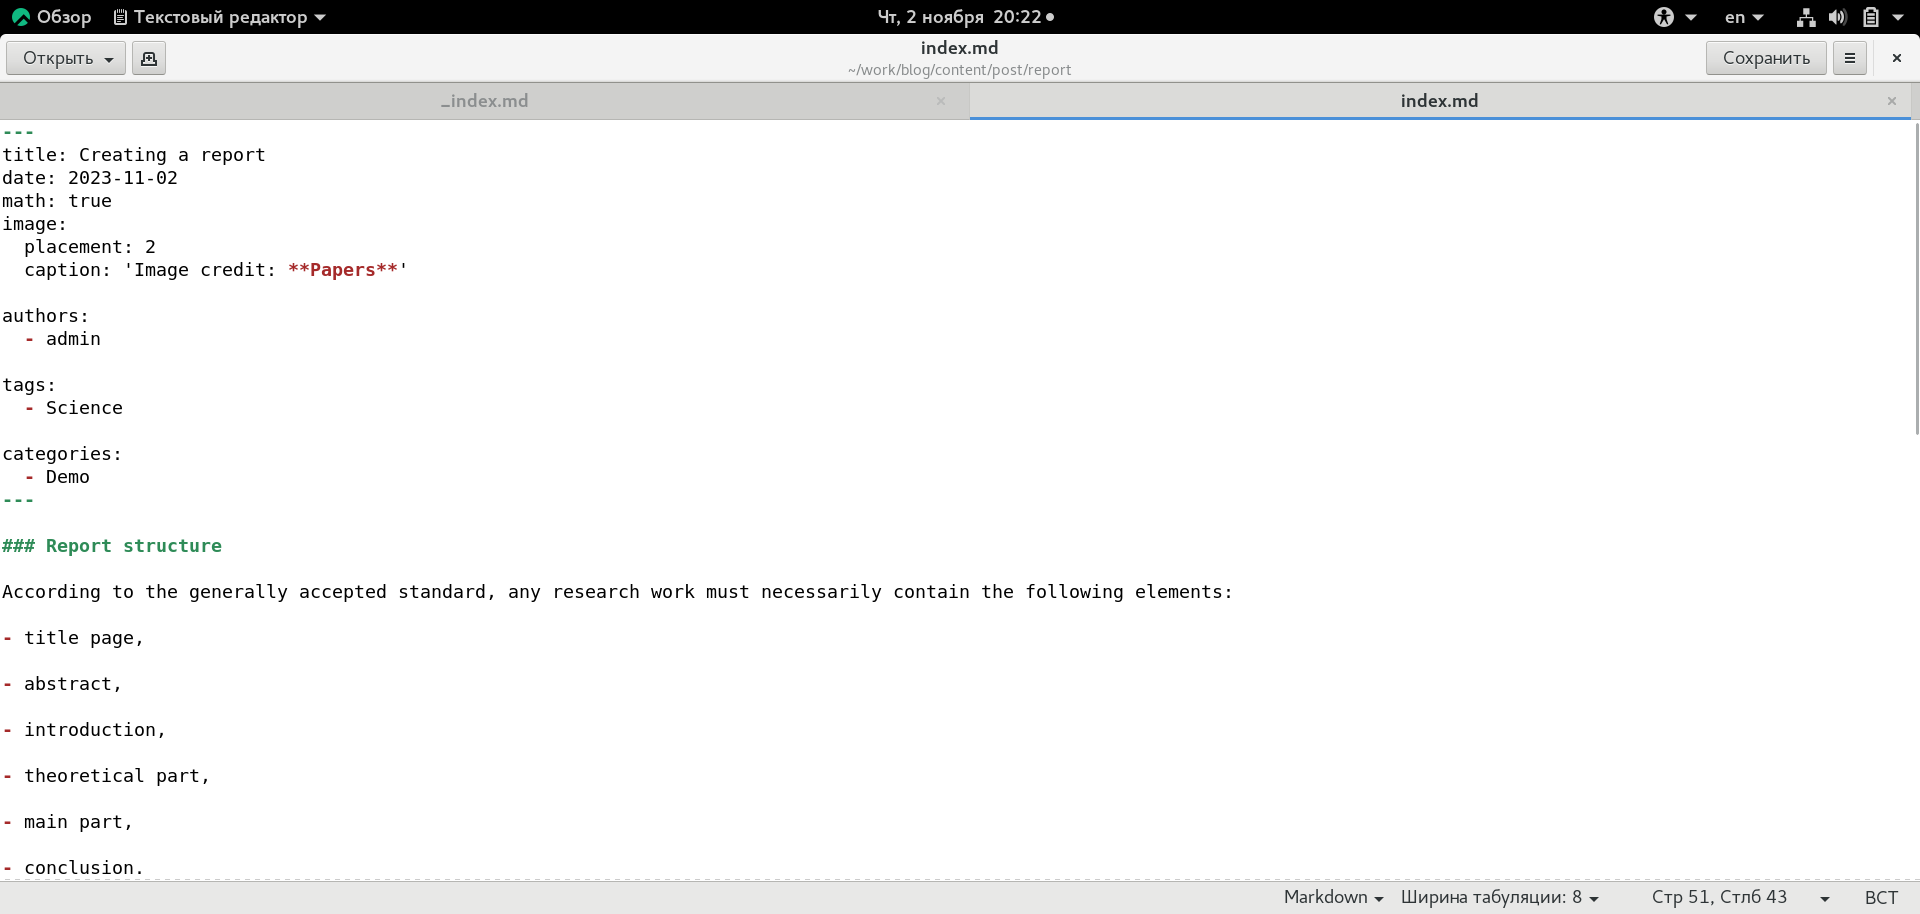 Обзор Текстовый редактор Чт, 2 ноября 20:22 en
Открыть index.md Сохранить
~/work/blog/content/post/report
_index.md index.md
---
title: Creating a report
date: 2023-11-02
math: true
image:
  placement: 2
  caption: 'Image credit: **Papers**'
authors:
  - admin
tags:
  - Science
categories:
  - Demo
---
### Report structure
According to the generally accepted standard, any research work must necessarily contain the following elements:
- title page,
- abstract,
- introduction,
- theoretical part,
- main part,
- conclusion.
Markdown Ширина табуляции: 8 Стр 51, Стлб 43 ВСТ